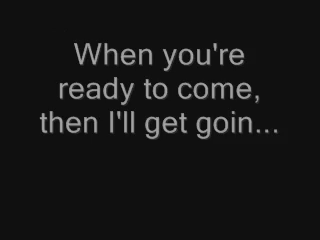 When you're
ready to come,
then I'll get goin...